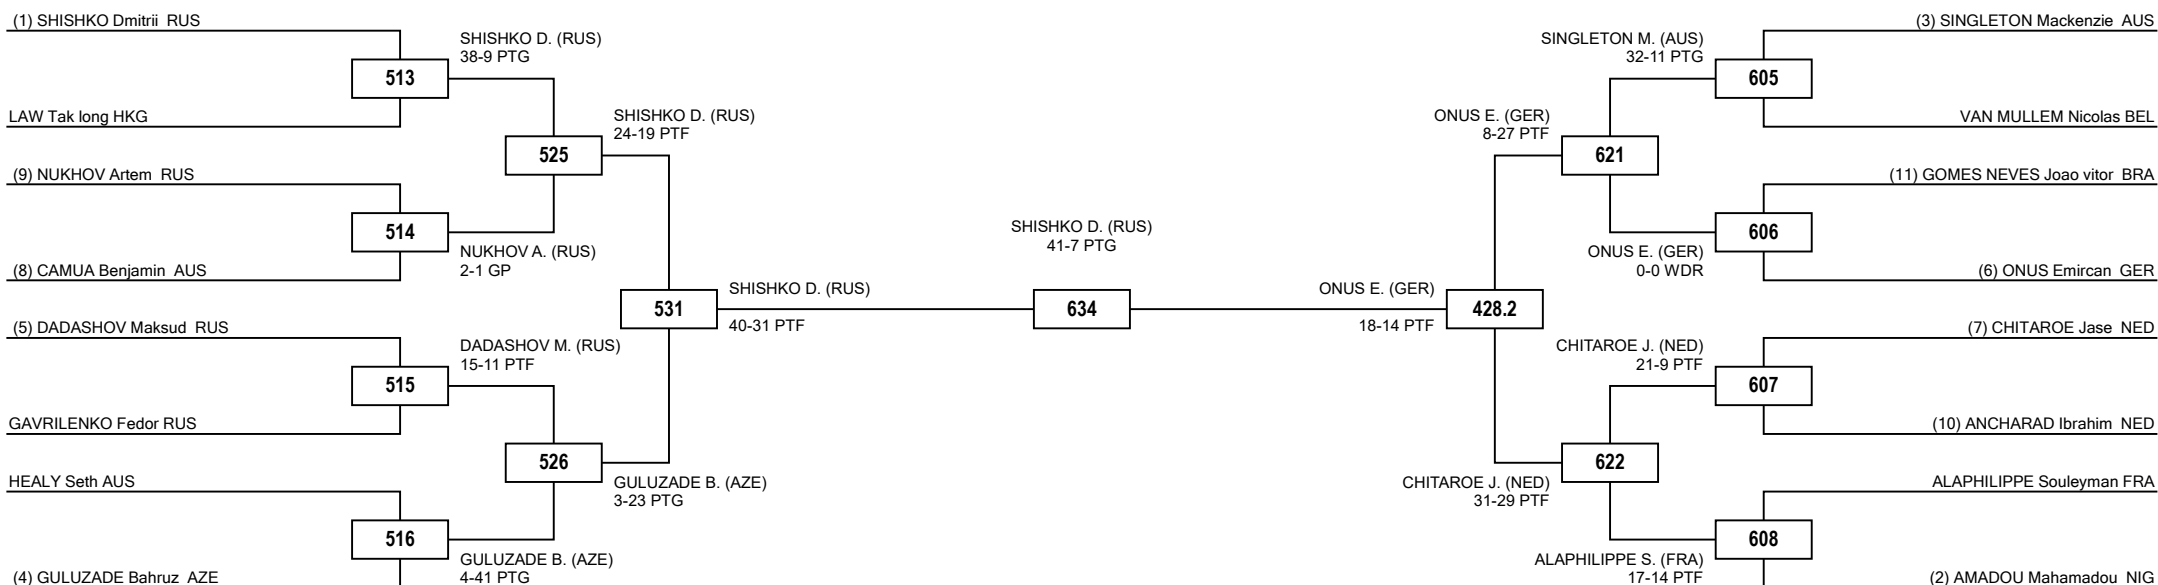 (1) SHISHKO Dmitrii RUS
(3) SINGLETON Mackenzie AUS
SHISHKO D. (RUS)
38-9 PTG
SINGLETON M. (AUS)
32-11 PTG
513
605
LAW Tak long HKG
SHISHKO D. (RUS)
24-19 PTF
ONUS E. (GER)
8-27 PTF
VAN MULLEM Nicolas BEL
525
621
(9) NUKHOV Artem RUS
(11) GOMES NEVES Joao vitor BRA
514
606
SHISHKO D. (RUS)
41-7 PTG
NUKHOV A. (RUS)
2-1 GP
ONUS E. (GER)
0-0 WDR
(8) CAMUA Benjamin AUS
(6) ONUS Emircan GER
531
SHISHKO D. (RUS)
40-31 PTF
634
ONUS E. (GER)
18-14 PTF
428.2
(5) DADASHOV Maksud RUS
(7) CHITAROE Jase NED
DADASHOV M. (RUS)
15-11 PTF
CHITAROE J. (NED)
21-9 PTF
515
607
GAVRILENKO Fedor RUS
(10) ANCHARAD Ibrahim NED
526
622
HEALY Seth AUS
GULUZADE B. (AZE)
3-23 PTG
CHITAROE J. (NED)
31-29 PTF
ALAPHILIPPE Souleyman FRA
516
608
GULUZADE B. (AZE)
4-41 PTG
ALAPHILIPPE S. (FRA)
17-14 PTF
(4) GULUZADE Bahruz AZE
(2) AMADOU Mahamadou NIG